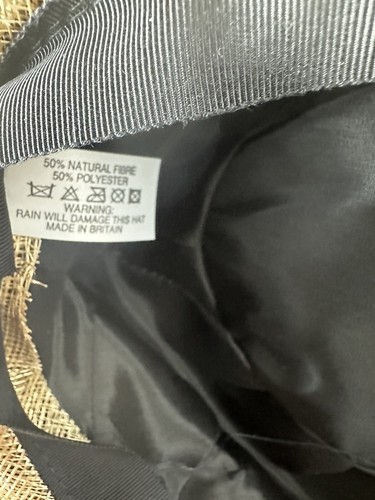 50% NATURAL FIBRE
50% POLYESTER
WARNING:
RAIN WILL DAMAGE THIS HAT
MADE IN BRITAIN